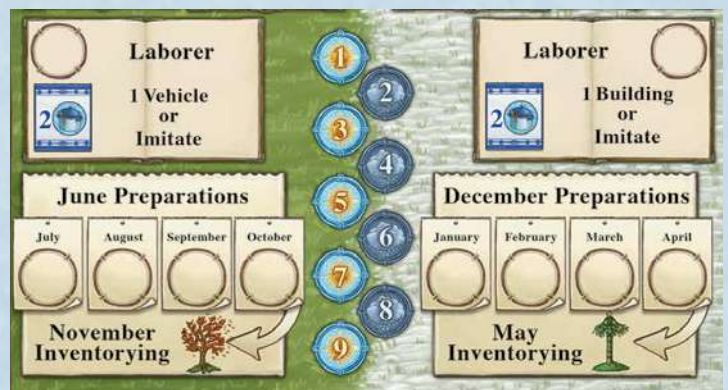 Laborer
2
1 Vehicle
or
Imitate
1
2
3
4
5
6
7
8
9
Laborer
2
1 Building
or
Imitate
June Preparations
July
August
September
October
November
Inventorying
December Preparations
January
February
March
April
May
Inventorying